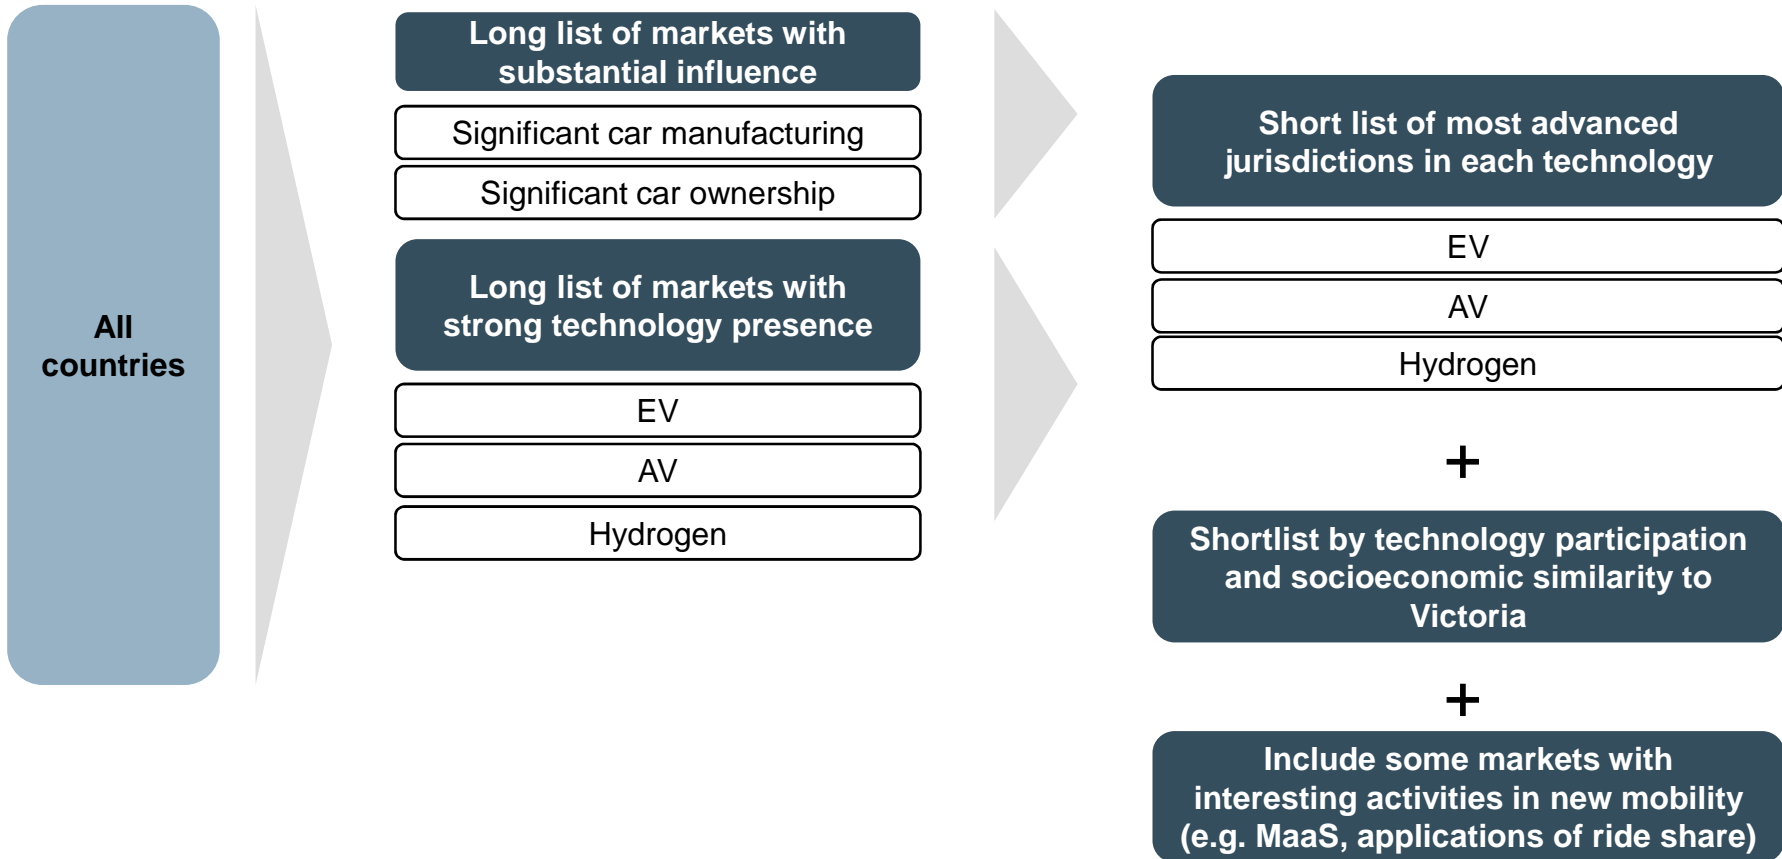 All
countries
Long list of markets with
substantial influence
Significant car manufacturing
Significant car ownership
Long list of markets with
strong technology presence
EV
AV
Hydrogen
Short list of most advanced
jurisdictions in each technology
EV
AV
Hydrogen
+
Shortlist by technology participation
and socioeconomic similarity to
Victoria
+
Include some markets with
interesting activities in new mobility
(e.g. MaaS, applications of ride share)